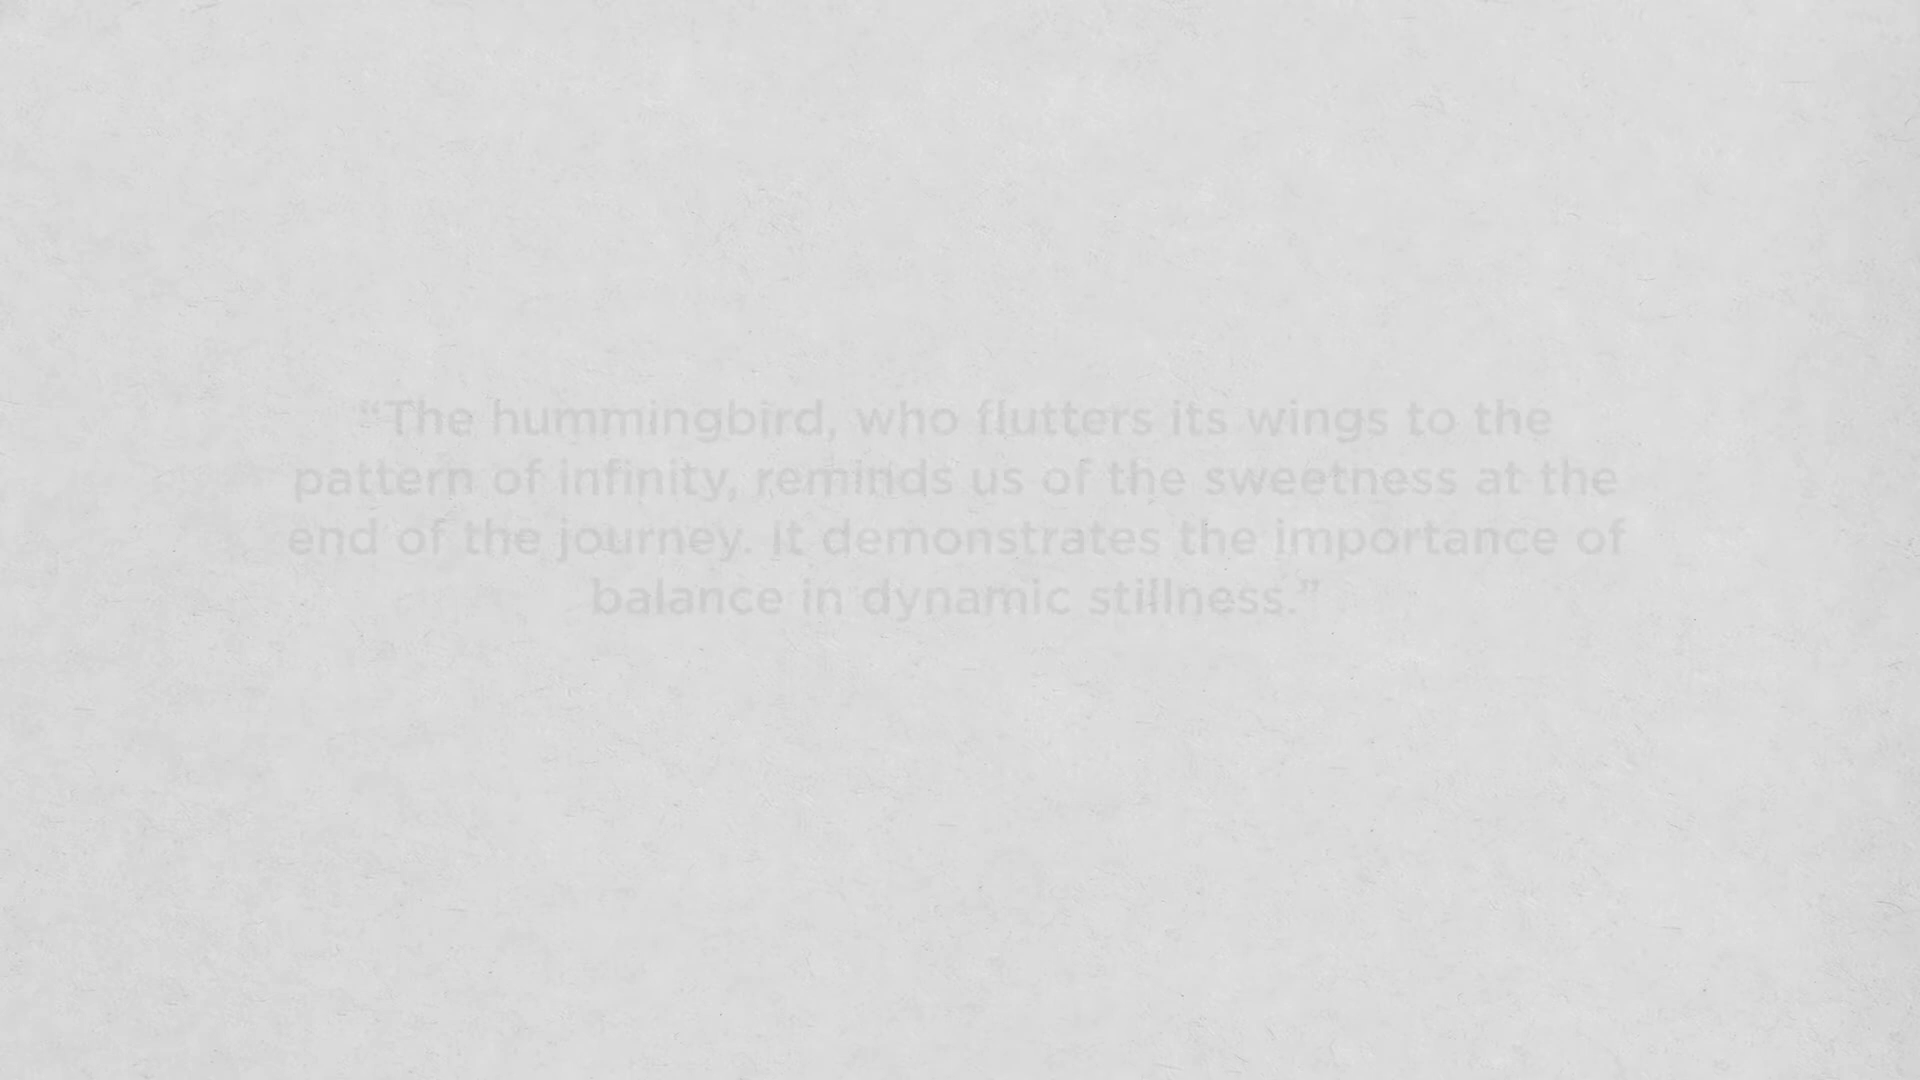 “The hummingbird, who flutters its wings to the
pattern of infinity, reminds us of the sweetness at the
end of the journey. It demonstrates the importance of
balance in dynamic stillness.”